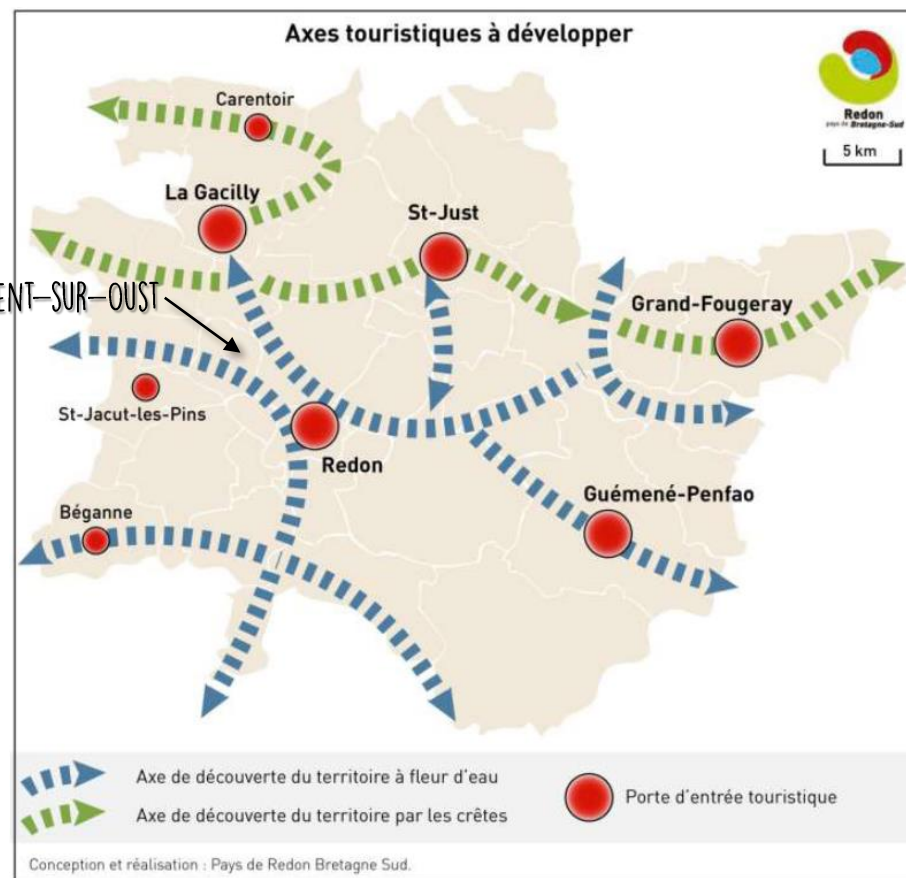 Axes touristiques à développer
Redon
pays de Bretagne-Sud
5 km
Carentoir
La Gacilly
St-Just
ENT-SUR-OUST
Grand-Fougeray
St-Jacut-les-Pins
Redon
Guémené-Penfao
Béganne
Axe de découverte du territoire à fleur d'eau
Axe de découverte du territoire par les crêtes
Porte d'entrée touristique
Conception et réalisation : Pays de Redon Bretagne Sud.